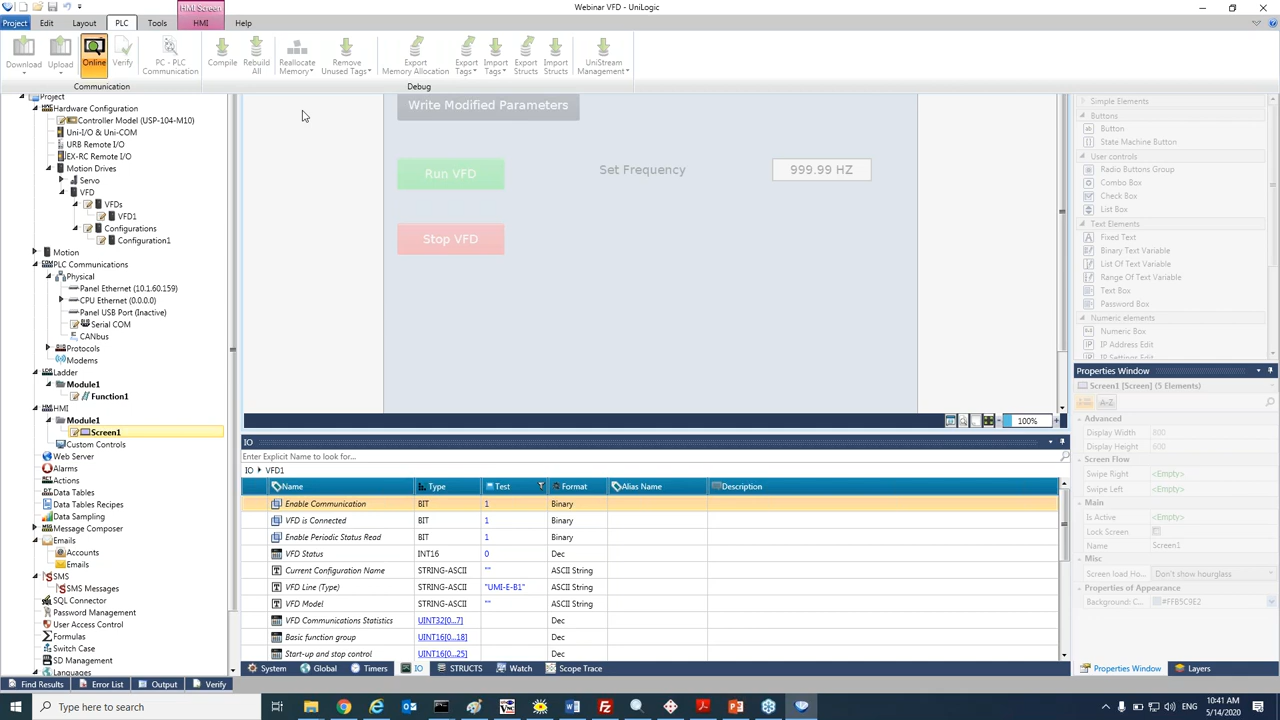 HMI Screen
Webinar VFD - UniLogic
Project Edit Layout PLC Tools HMI Help
Download Upload Online Verify PC - PLC Communication Compile Rebuild All Reallocate Memory Remove Unused Tags Export Memory Allocation Export Tags Import Tags Export Structs Import Structs UniStream Management
Communication Debug
Project
Hardware Configuration
Controller Model (USP-104-M10)
Uni-I/O & Uni-COM
URB Remote I/O
EX-RC Remote I/O
Motion Drives
Servo
VFD
VFDs
VFD1
Configurations
Configuration1
Motion
PLC Communications
Physical
Panel Ethernet (10.1.60.159)
CPU Ethernet (0.0.0.0)
Panel USB Port (Inactive)
Serial COM
CANbus
Protocols
Modems
Ladder
Module1
Function1
HMI
Module1
Screen1
Custom Controls
Web Server
Alarms
Actions
Data Tables
Data Tables Recipes
Data Sampling
Message Composer
Emails
Accounts
Emails
SMS
SMS Messages
SQL Connector
Password Management
User Access Control
Formulas
Switch Case
SD Management
Languages
Write Modified Parameters
Run VFD
Set Frequency
999.99 HZ
Stop VFD
100%
IO
Enter Explicit Name to look for...
IO VFD1
Name Type Test Format Alias Name Description
Enable Communication BIT 1 Binary
VFD is Connected BIT 1 Binary
Enable Periodic Status Read BIT 1 Binary
VFD Status INT16 0 Dec
Current Configuration Name STRING-ASCII "" ASCII String
VFD Line (Type) STRING-ASCII "UMI-E-B1" ASCII String
VFD Model STRING-ASCII "" ASCII String
VFD Communications Statistics UINT32[0...7] Dec
Basic function group UINT16[0...18] Dec
Start-up and stop control UINT16[0...25] Dec
System Global Timers IO STRUCTS Watch Scope Trace
Simple Elements
Buttons
Button
State Machine Button
User controls
Radio Buttons Group
Combo Box
Check Box
List Box
Text Elements
Fixed Text
Binary Text Variable
List Of Text Variable
Range Of Text Variable
Text Box
Password Box
Numeric elements
Numeric Box
IP Address Edit
IP Settings Edit
Properties Window
Screen1 [Screen] (5 Elements)
A-Z
Advanced
Display Width 800
Display Height 600
Screen Flow
Swipe Right <Empty>
Swipe Left <Empty>
Main
Is Active <Empty>
Lock Screen
Name Screen1
Misc
Screen load Ho... Don't show hourglass
Properties of Appearance
Background: C... #FFB5C9E2
Properties Window Layers
Find Results Error List Output Verify
Type here to search
ENG
10:41 AM
5/14/2020